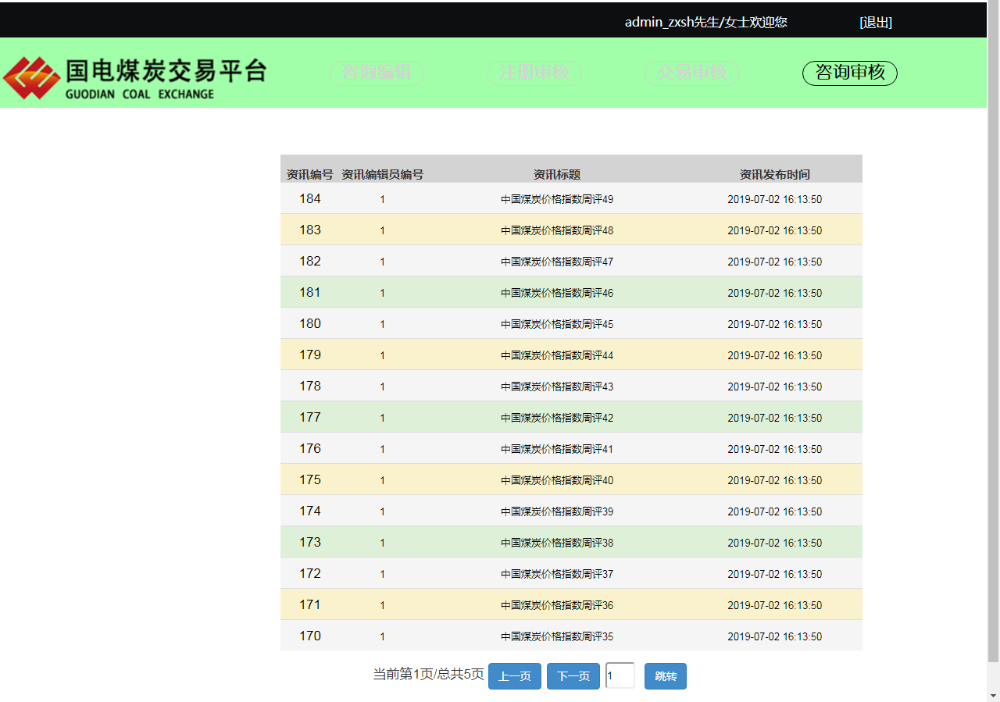 admin_zxsh先生/女士欢迎您 [退出]
国电煤炭交易平台
GUODIAN COAL EXCHANGE
咨询编辑 注册审核 交易审核 咨询审核
资讯编号 资讯编辑员编号 资讯标题 资讯发布时间
184 1 中国煤炭价格指数周评49 2019-07-02 16:13:50
183 1 中国煤炭价格指数周评48 2019-07-02 16:13:50
182 1 中国煤炭价格指数周评47 2019-07-02 16:13:50
181 1 中国煤炭价格指数周评46 2019-07-02 16:13:50
180 1 中国煤炭价格指数周评45 2019-07-02 16:13:50
179 1 中国煤炭价格指数周评44 2019-07-02 16:13:50
178 1 中国煤炭价格指数周评43 2019-07-02 16:13:50
177 1 中国煤炭价格指数周评42 2019-07-02 16:13:50
176 1 中国煤炭价格指数周评41 2019-07-02 16:13:50
175 1 中国煤炭价格指数周评40 2019-07-02 16:13:50
174 1 中国煤炭价格指数周评39 2019-07-02 16:13:50
173 1 中国煤炭价格指数周评38 2019-07-02 16:13:50
172 1 中国煤炭价格指数周评37 2019-07-02 16:13:50
171 1 中国煤炭价格指数周评36 2019-07-02 16:13:50
170 1 中国煤炭价格指数周评35 2019-07-02 16:13:50
当前第1页/总共5页 上一页 下一页 1 跳转